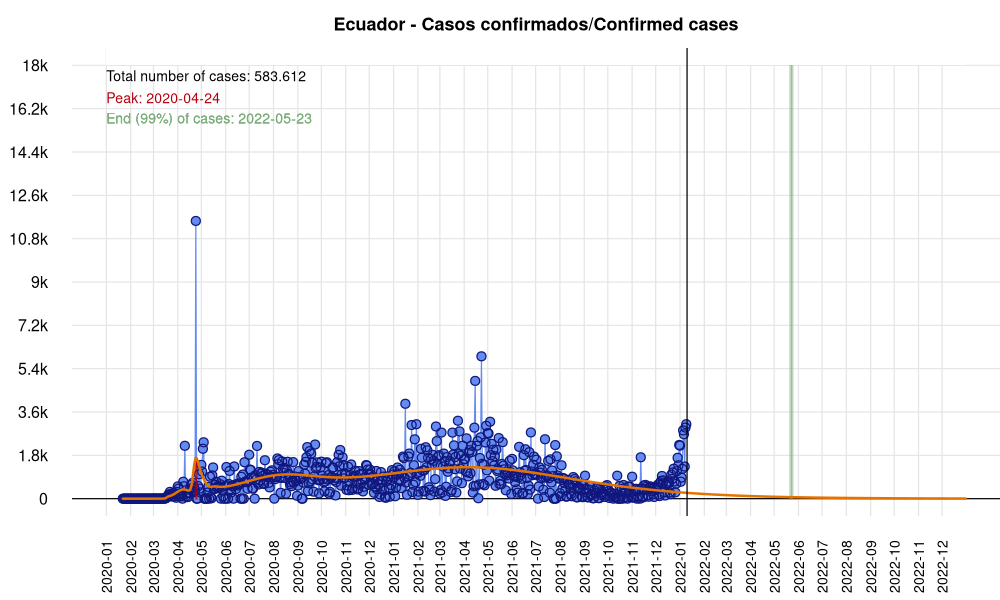 Ecuador - Casos confirmados/Confirmed cases
Total number of cases: 583.612
Peak: 2020-04-24
End (99%) of cases: 2022-05-23
18k
16.2k
14.4k
12.6k
10.8k
9k
7.2k
5.4k
3.6k
1.8k
0
2020-01
2020-02
2020-03
2020-04
2020-05
2020-06
2020-07
2020-08
2020-09
2020-10
2020-11
2020-12
2021-01
2021-02
2021-03
2021-04
2021-05
2021-06
2021-07
2021-08
2021-09
2021-10
2021-11
2021-12
2022-01
2022-02
2022-03
2022-04
2022-05
2022-06
2022-07
2022-08
2022-09
2022-10
2022-11
2022-12